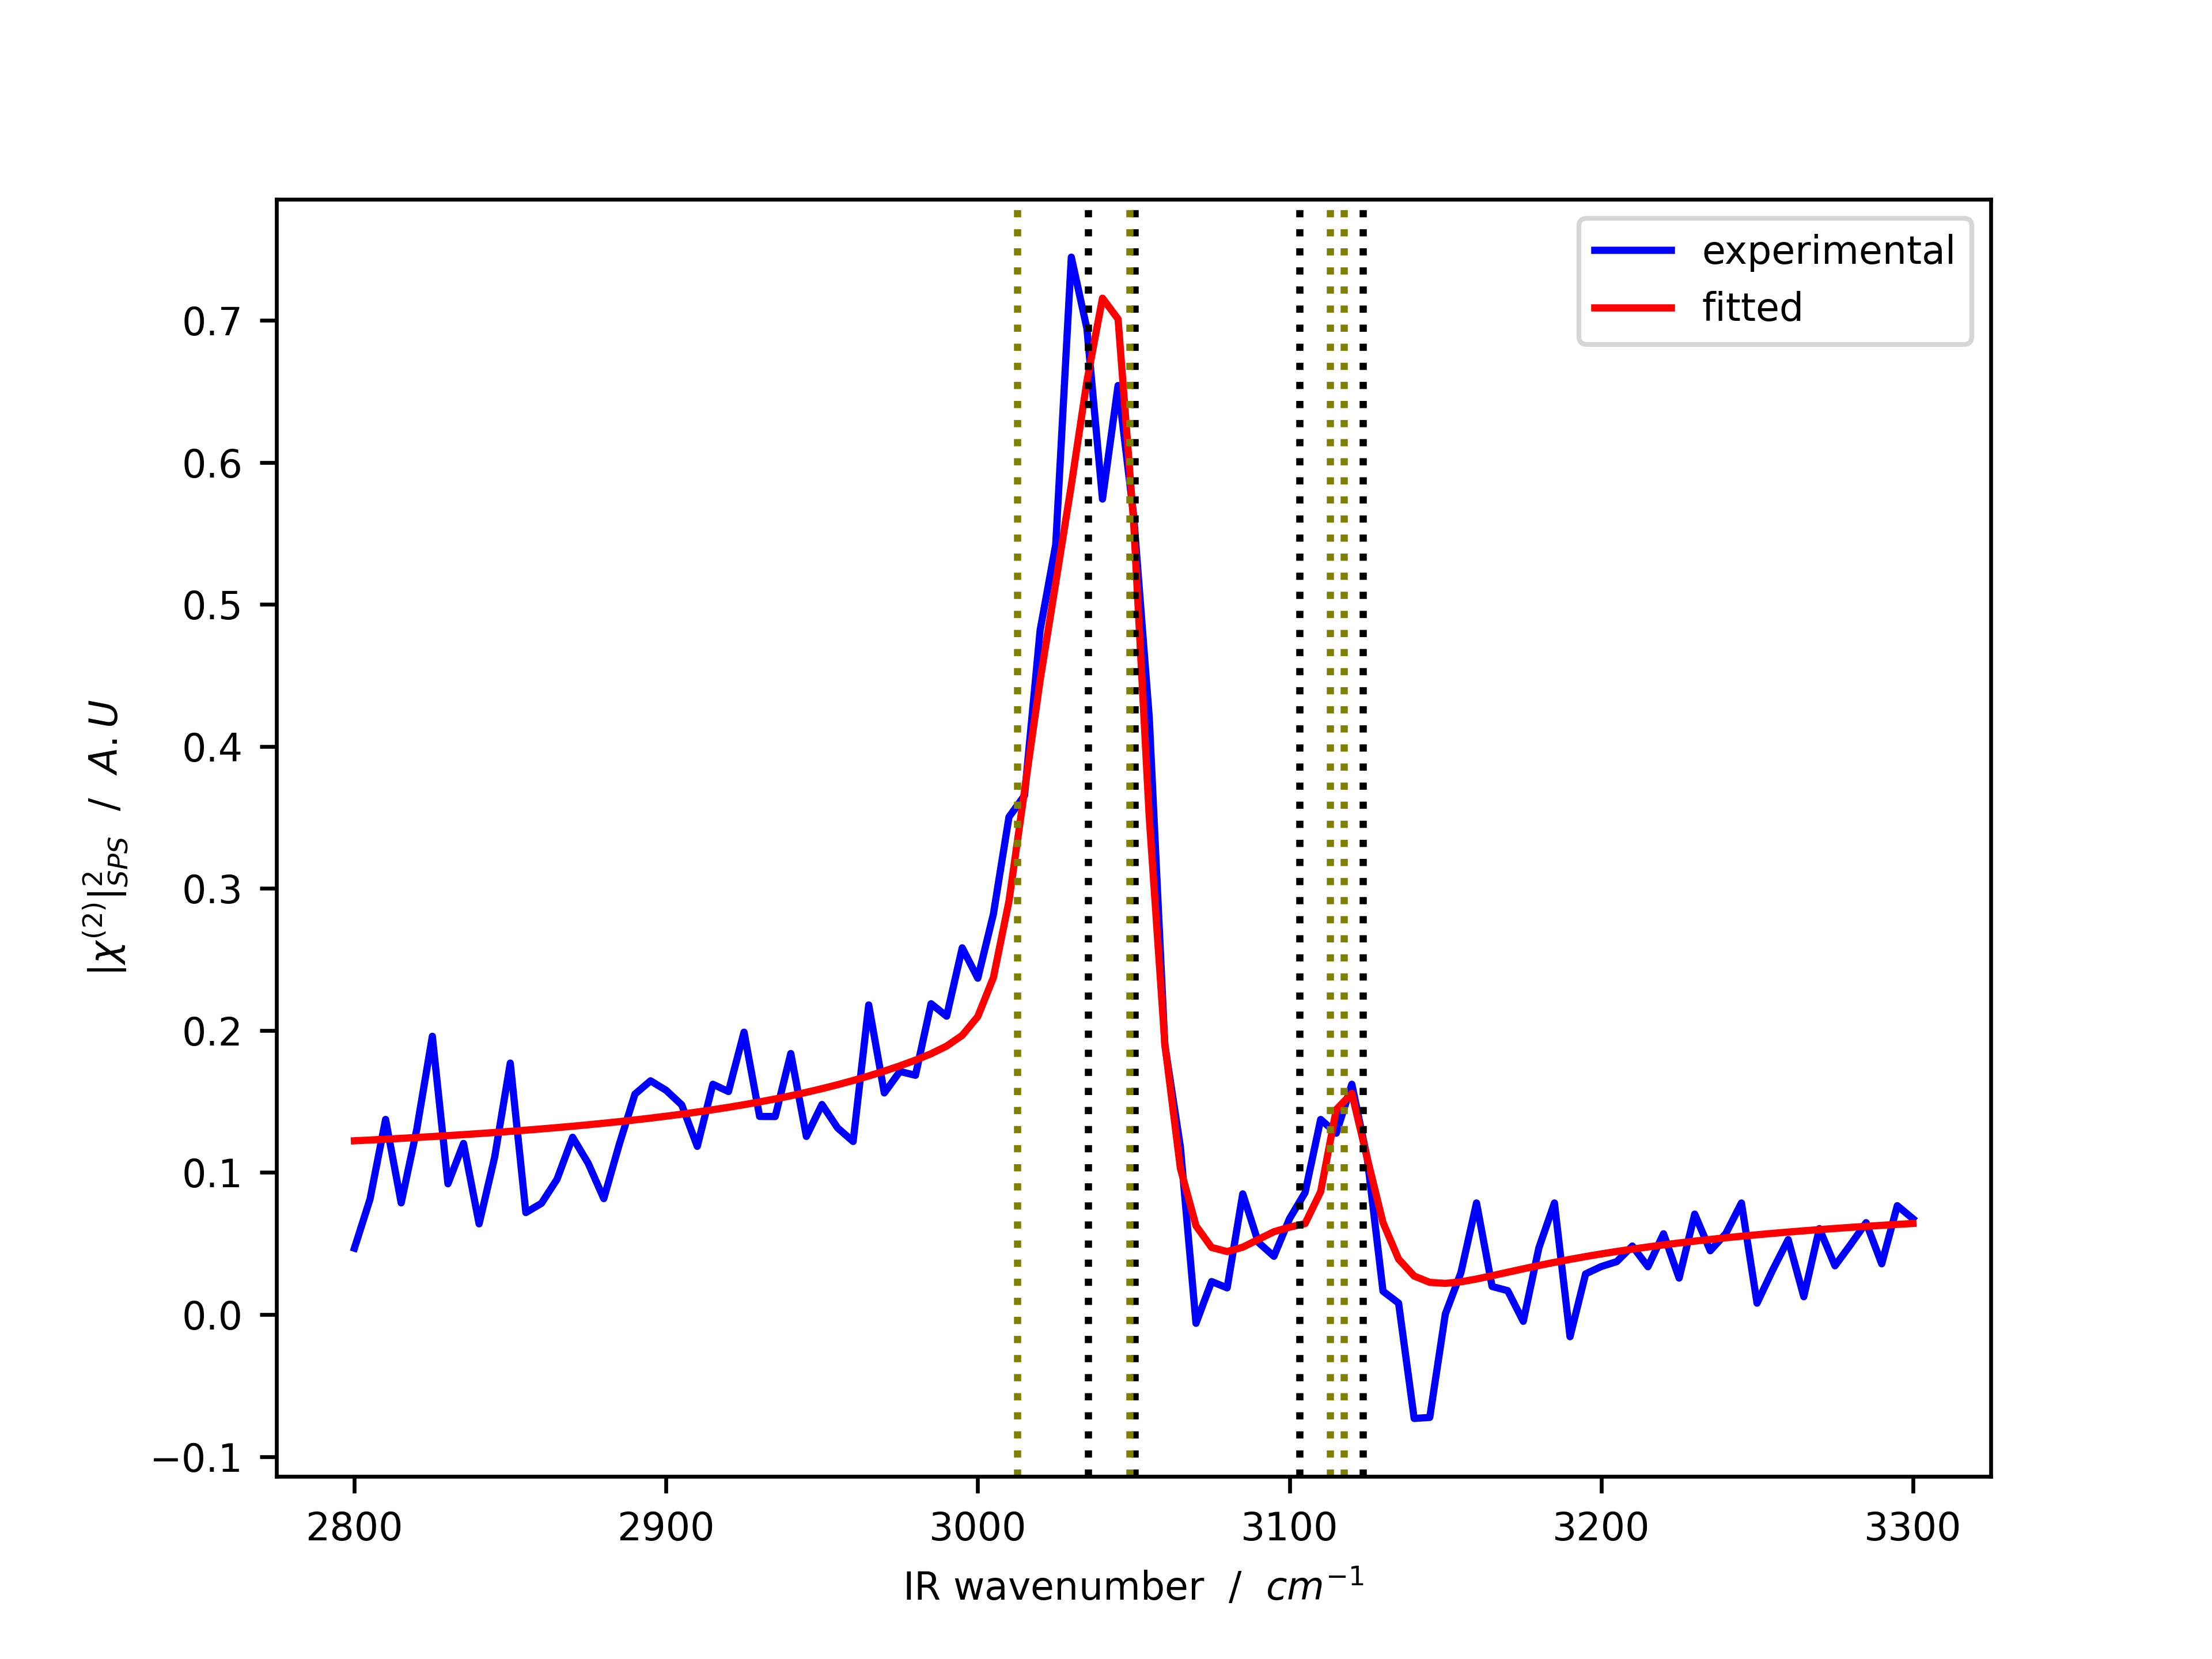 experimental
fitted
0.7
0.6
0.5
0.4
0.3
0.2
0.1
0.0
−0.1
|χ⁽²⁾|²_SPS / A.U
2800 2900 3000 3100 3200 3300
IR wavenumber / cm⁻¹